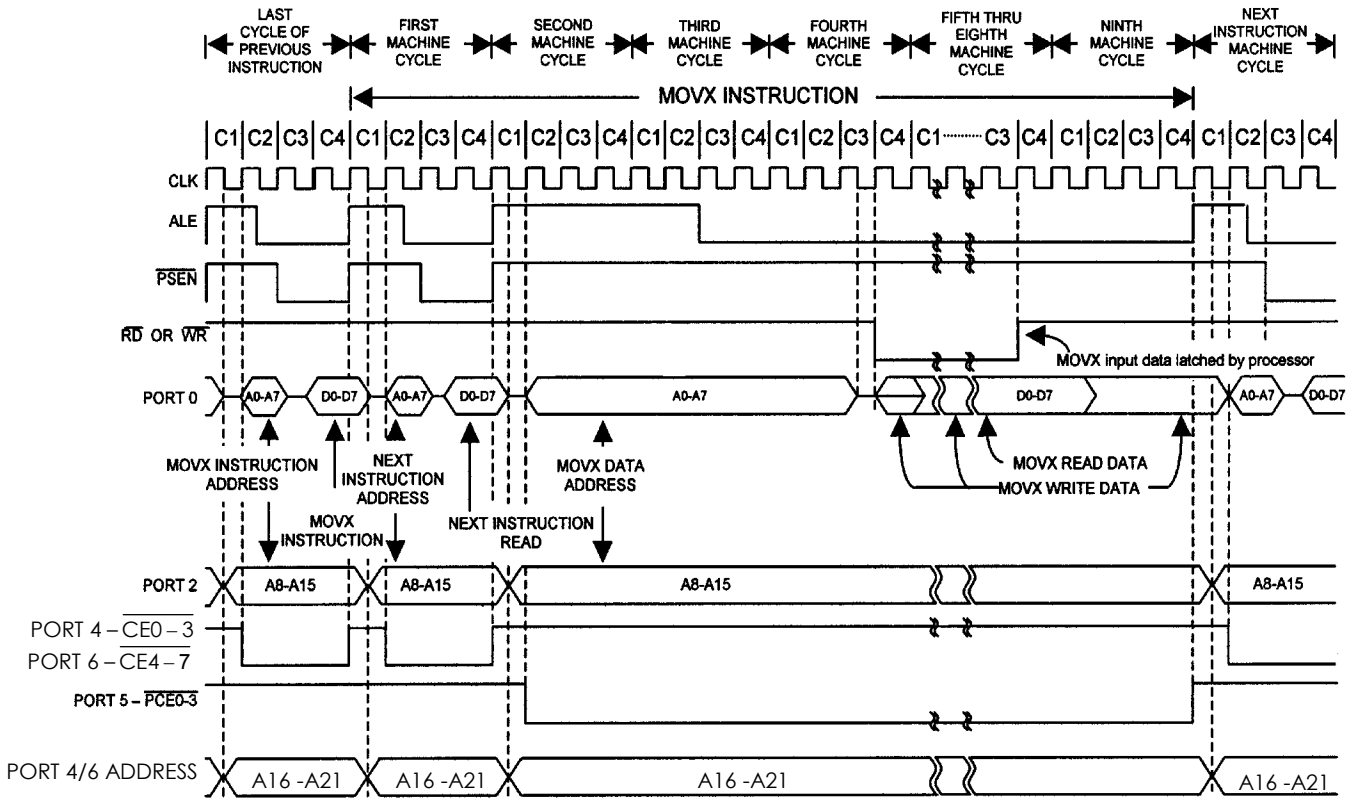 LAST
CYCLE OF
PREVIOUS
INSTRUCTION
FIRST
MACHINE
CYCLE
SECOND
MACHINE
CYCLE
THIRD
MACHINE
CYCLE
FOURTH
MACHINE
CYCLE
FIFTH THRU
EIGHTH
MACHINE
CYCLE
NINTH
MACHINE
CYCLE
NEXT
INSTRUCTION
MACHINE
CYCLE
MOVX INSTRUCTION
C1 C2 C3 C4 C1 C2 C3 C4 C1 C2 C3 C4 C1 C2 C3 C4 C1 C2 C3 C4 C1 ......... C3 C4 C1 C2 C3 C4 C1 C2 C3 C4
CLK
ALE
PSEN
RD OR WR
MOVX input data latched by processor
PORT 0 A0-A7 D0-D7 A0-A7 D0-D7 A0-A7 D0-D7 A0-A7 D0-D7
MOVX INSTRUCTION
ADDRESS
NEXT
INSTRUCTION
ADDRESS
MOVX DATA
ADDRESS
MOVX READ DATA
MOVX WRITE DATA
MOVX
INSTRUCTION
NEXT INSTRUCTION
READ
PORT 2 A8-A15 A8-A15 A8-A15 A8-A15
PORT 4 – CE0 – 3
PORT 6 – CE4 – 7
PORT 5 – PCE0-3
PORT 4/6 ADDRESS A16 -A21 A16 -A21 A16 -A21 A16 -A21